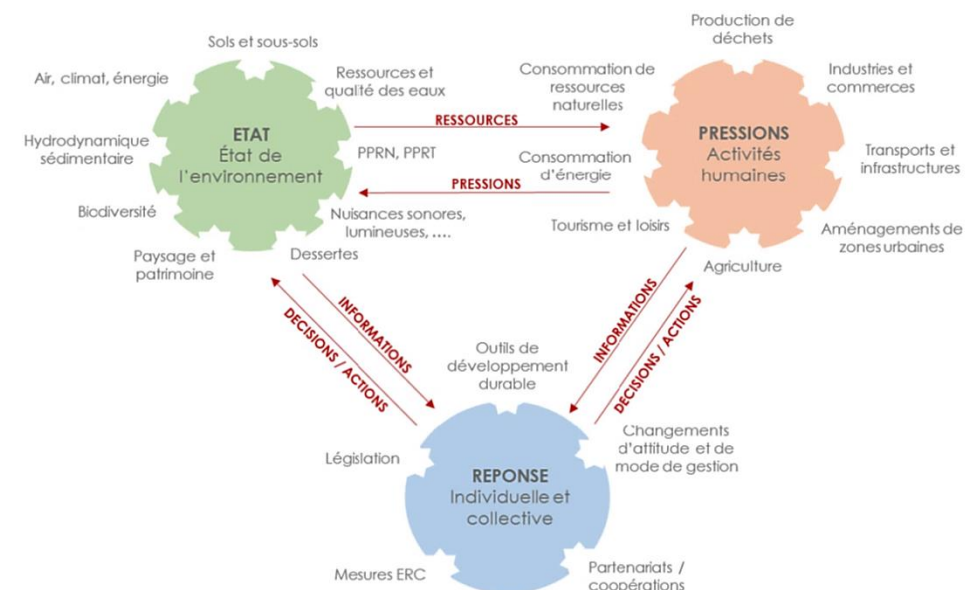 Sols et sous-sols
Air, climat, énergie
Ressources et
qualité des eaux
Hydrodynamique
sédimentaire
ETAT
État de
l'environnement
PPRN, PPRT
Biodiversité
Nuisances sonores,
lumineuses, ....
Paysage et
patrimoine
Dessertes
RESSOURCES
PRESSIONS
Production de
déchets
Consommation de
ressources
naturelles
Industries et
commerces
PRESSIONS
Activités
humaines
Consommation
d'énergie
Transports et
infrastructures
Tourisme et loisirs
Aménagements de
zones urbaines
Agriculture
INFORMATIONS
DECISIONS / ACTIONS
INFORMATIONS
DECISIONS / ACTIONS
Outils de
développement
durable
Changements
d'attitude et de
mode de gestion
Législation
REPONSE
Individuelle et
collective
Mesures ERC
Partenariats /
coopérations